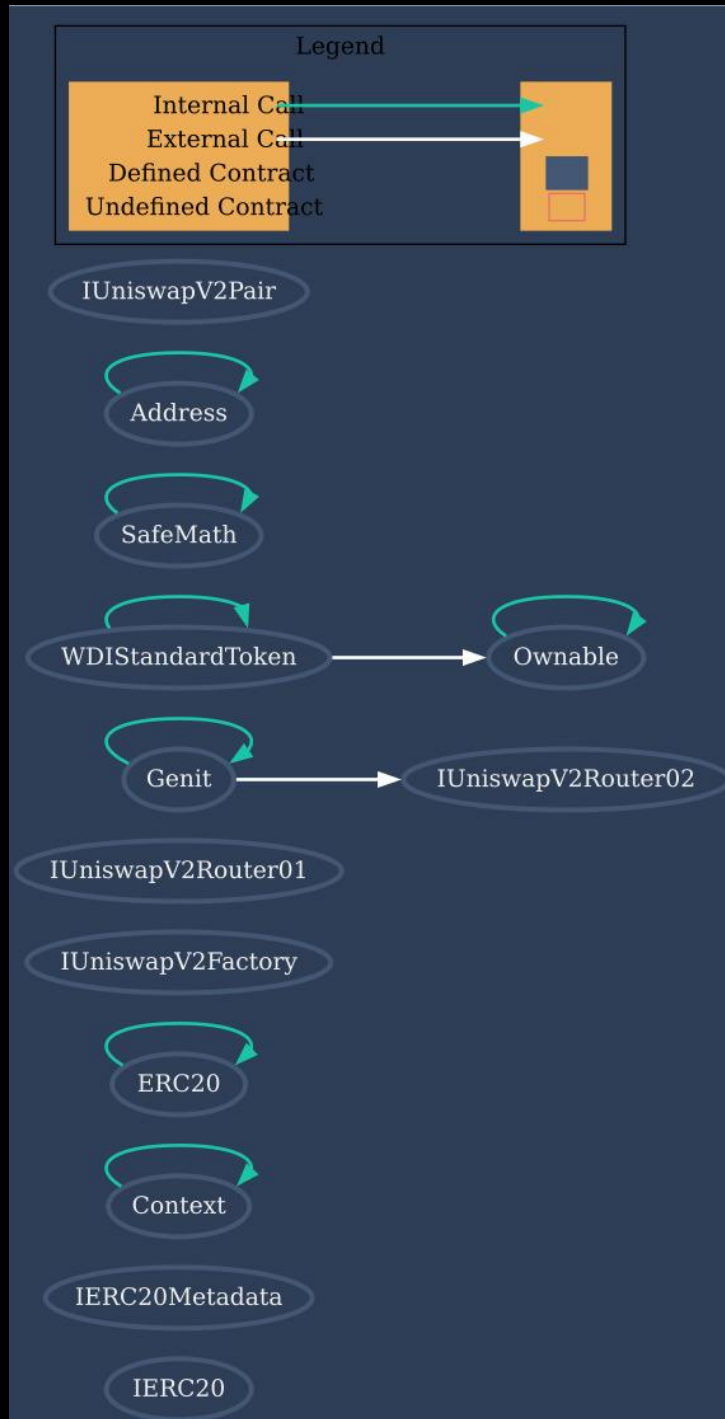 Legend
Internal Call
External Call
Defined Contract
Undefined Contract
IUniswapV2Pair
Address
SafeMath
WDIStandardToken
Ownable
Genit
IUniswapV2Router02
IUniswapV2Router01
IUniswapV2Factory
ERC20
Context
IERC20Metadata
IERC20